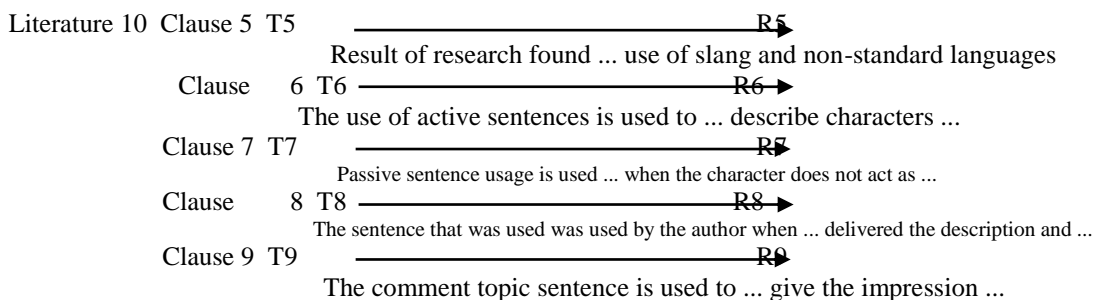 Literature 10 Clause 5 T5 R5
Result of research found ... use of slang and non-standard languages
Clause 6 T6 R6
The use of active sentences is used to ... describe characters ...
Clause 7 T7 R7
Passive sentence usage is used ... when the character does not act as ...
Clause 8 T8 R8
The sentence that was used was used by the author when ... delivered the description and ...
Clause 9 T9 R9
The comment topic sentence is used to ... give the impression ...